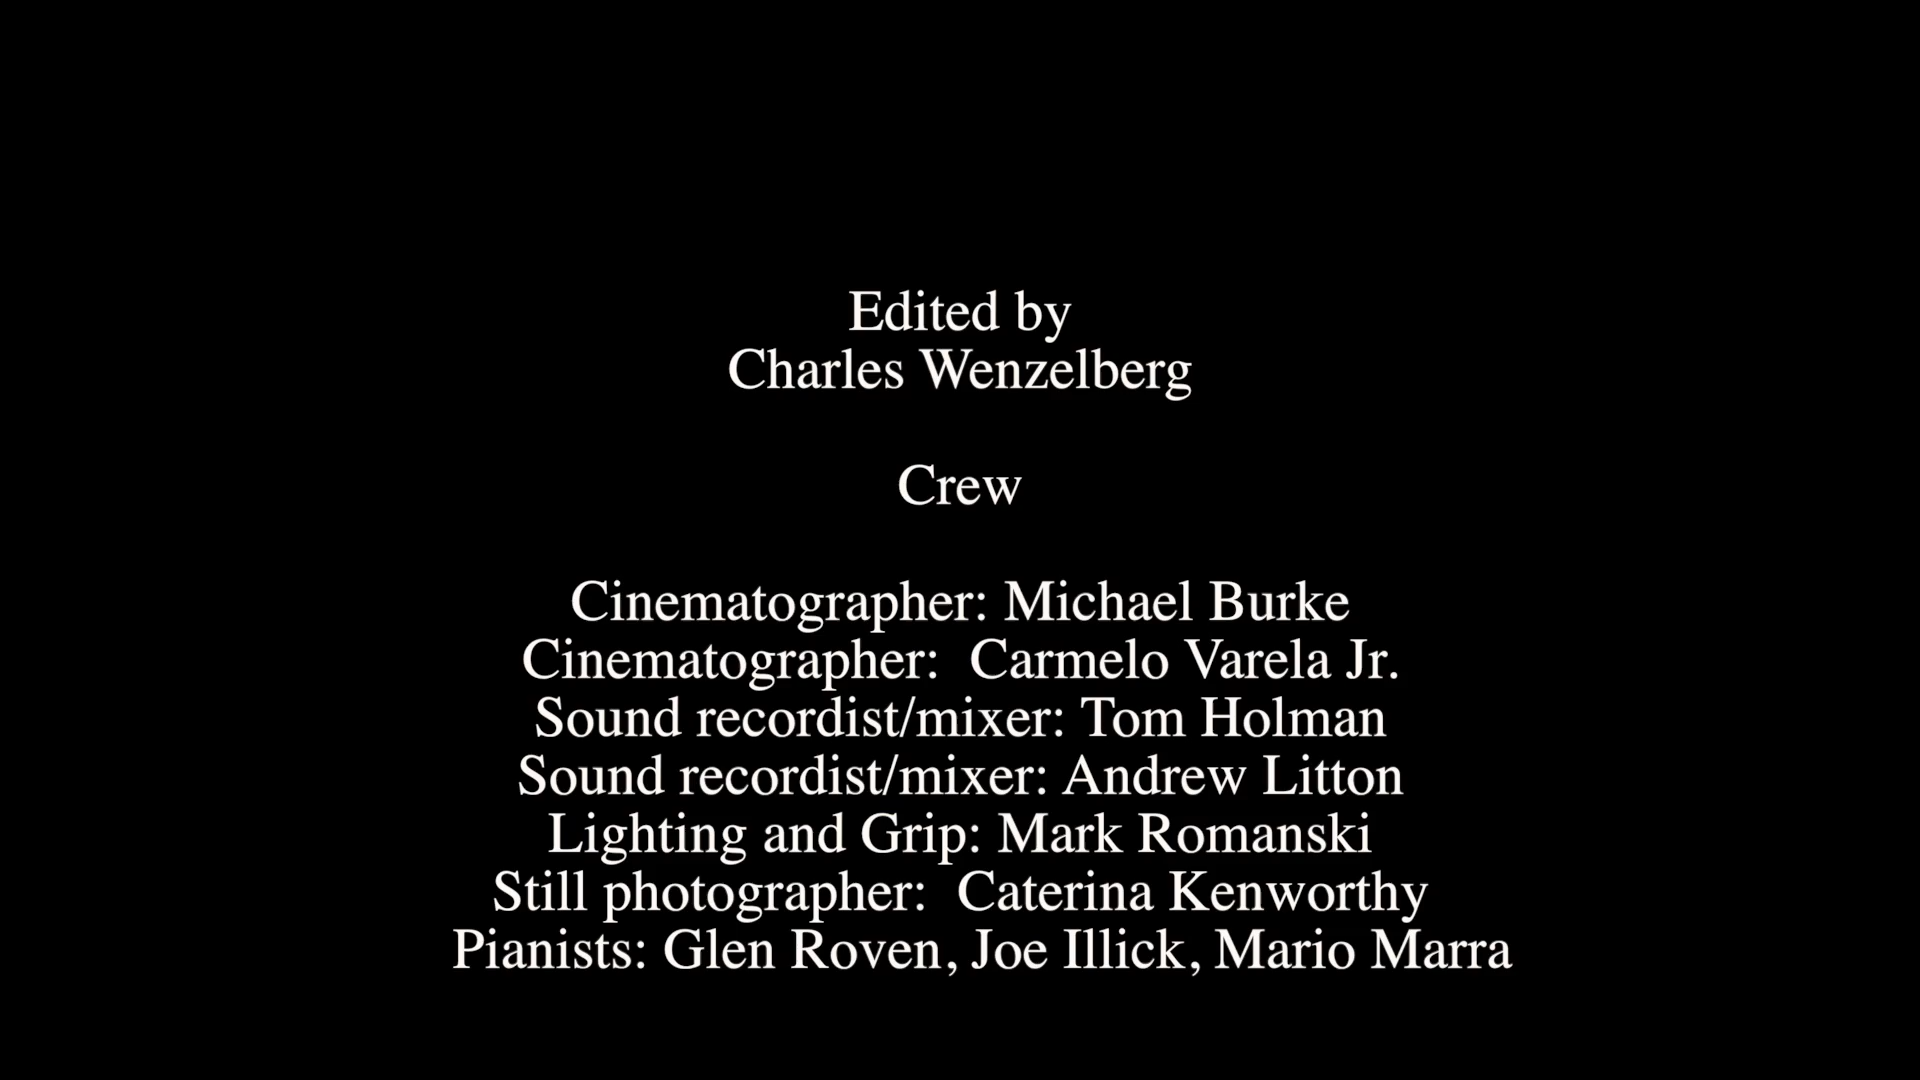 Edited by
Charles Wenzelberg
Crew
Cinematographer: Michael Burke
Cinematographer:  Carmelo Varela Jr.
Sound recordist/mixer: Tom Holman
Sound recordist/mixer: Andrew Litton
Lighting and Grip: Mark Romanski
Still photographer:  Caterina Kenworthy
Pianists: Glen Roven, Joe Illick, Mario Marra